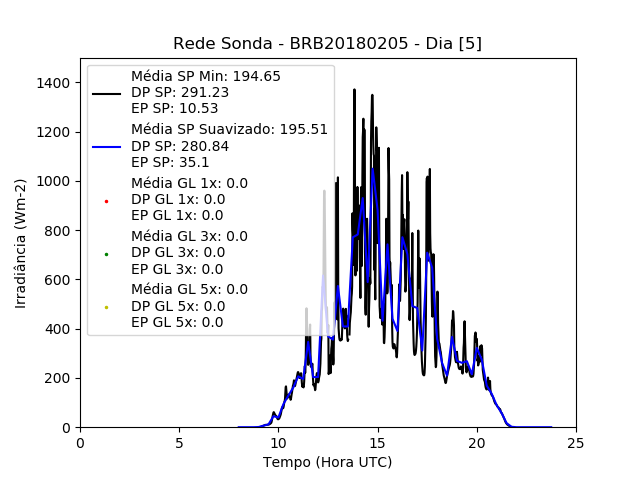 Rede Sonda - BRB20180205 - Dia [5]
Média SP Min: 194.65
DP SP: 291.23
EP SP: 10.53
Média SP Suavizado: 195.51
DP SP: 280.84
EP SP: 35.1
Média GL 1x: 0.0
DP GL 1x: 0.0
EP GL 1x: 0.0
Média GL 3x: 0.0
DP GL 3x: 0.0
EP GL 3x: 0.0
Média GL 5x: 0.0
DP GL 5x: 0.0
EP GL 5x: 0.0
Irradiância (Wm-2)
1400
1200
1000
800
600
400
200
0
0 5 10 15 20 25
Tempo (Hora UTC)